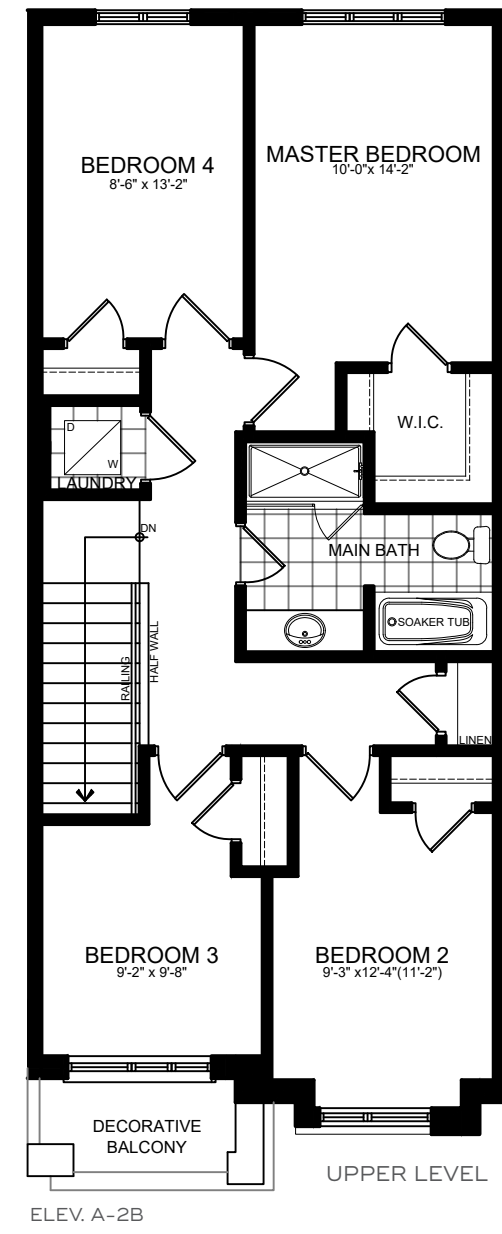 BEDROOM 4
8'-6" x 13'-2"
MASTER BEDROOM
10'-0"x 14'-2"
W.I.C.
D
W
LAUNDRY
DN
MAIN BATH
SOAKER TUB
RAILING
HALF WALL
LINEN
BEDROOM 3
9'-2" x 9'-8"
BEDROOM 2
9'-3" x12'-4"(11'-2")
DECORATIVE
BALCONY
UPPER LEVEL
ELEV. A-2B